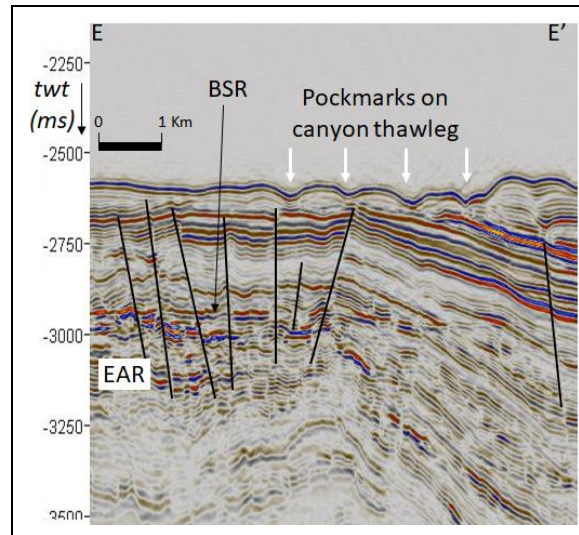 E
E'
-2250
twt
(ms)
BSR
Pockmarks on
canyon thawleg
0
1 Km
-2500
-2750
-3000
EAR
-3250
-3500